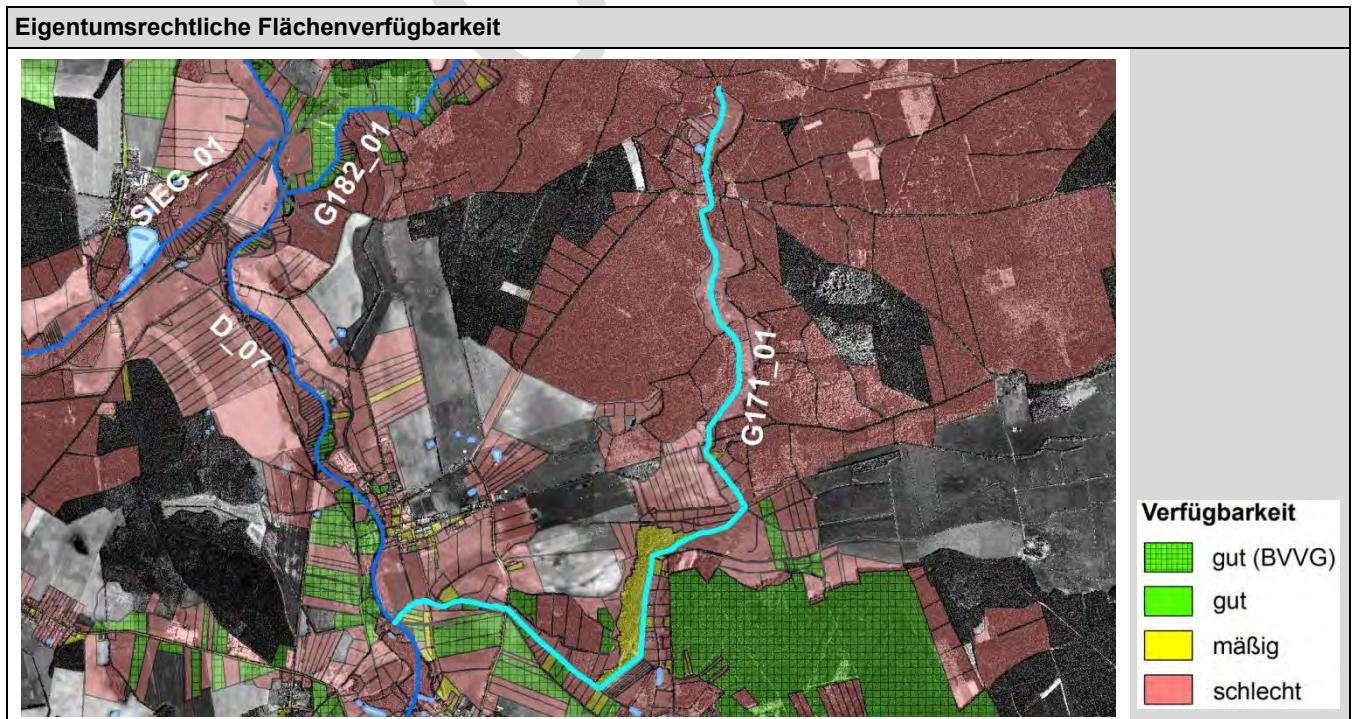 Eigentumsrechtliche Flächenverfügbarkeit
SIEG_01
G182_01
D_07
G171_01
Verfügbarkeit
gut (BVVG)
gut
mäßig
schlecht